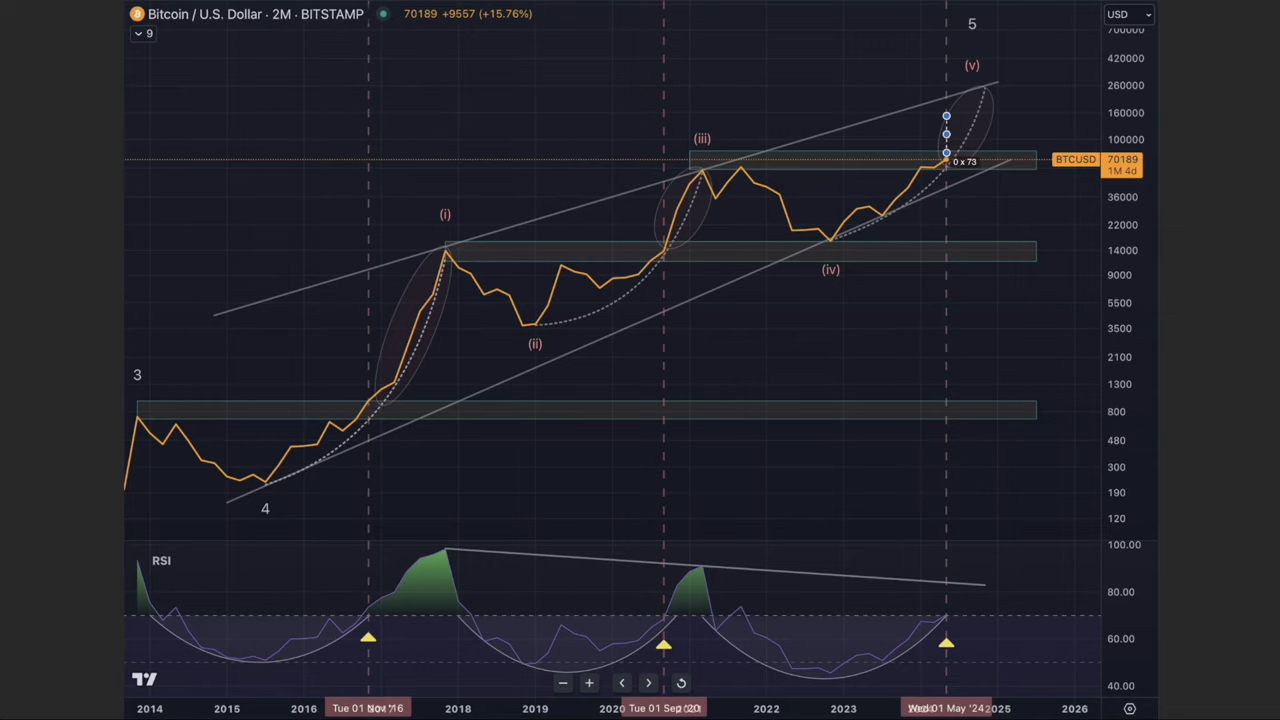 Bitcoin / U.S. Dollar · 2M · BITSTAMP 70189 +9557 (+15.76%)
9
USD
700000
420000
260000
160000
100000
BTCUSD 70189
1M 4d
36000
22000
14000
9000
5500
3500
2100
1300
800
480
300
190
120
5
(v)
(iii)
0 x 73
(i)
(iv)
(ii)
3
4
RSI
100.00
80.00
60.00
40.00
2014 2015 2016 Tue 01 Nov '16 2018 2019 2020 Tue 01 Sep '20 2022 2023 Wed 01 May '24 2025 2026